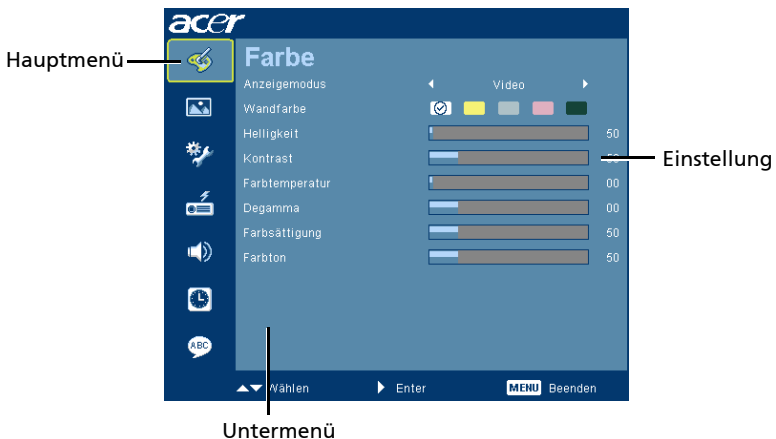 acer
Hauptmenü
Farbe
Anzeigemodus Video
Wandfarbe
Helligkeit 50
Kontrast
Einstellung
Farbtemperatur 00
Degamma 00
Farbsättigung 50
Farbton 50
ABC
Wählen Enter MENU Beenden
Untermenü